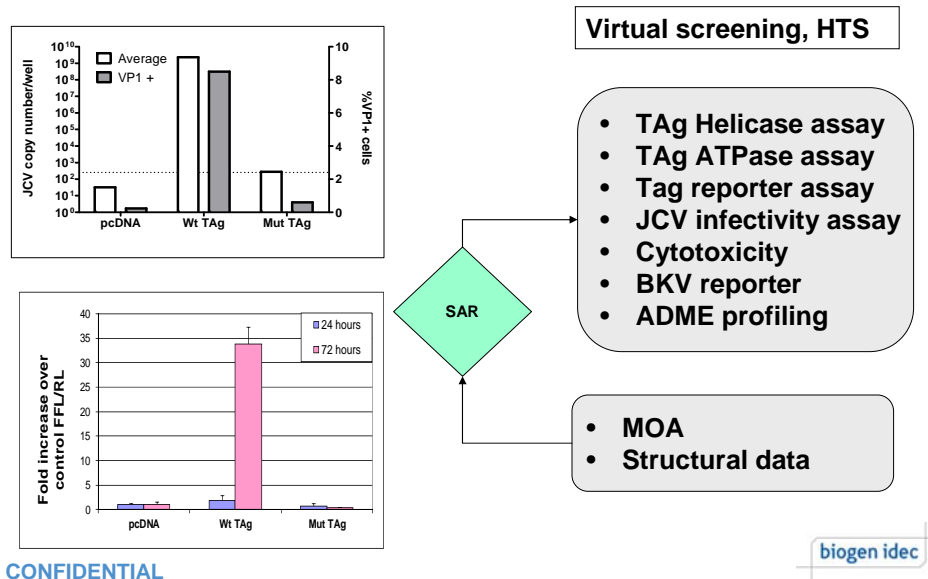 Virtual screening, HTS
10^10
10^9
10^8
10^7
10^6
10^5
10^4
10^3
10^2
10^1
10^0
JCV copy number/well
Average
VP1 +
10
8
6
4
2
0
%VP1+ cells
pcDNA Wt TAg Mut TAg
• TAg Helicase assay
• TAg ATPase assay
• Tag reporter assay
• JCV infectivity assay
• Cytotoxicity
• BKV reporter
• ADME profiling
SAR
40
35
30
25
20
15
10
5
0
Fold increase over
control FFL/RL
24 hours
72 hours
pcDNA Wt TAg Mut TAg
• MOA
• Structural data
biogen idec
CONFIDENTIAL